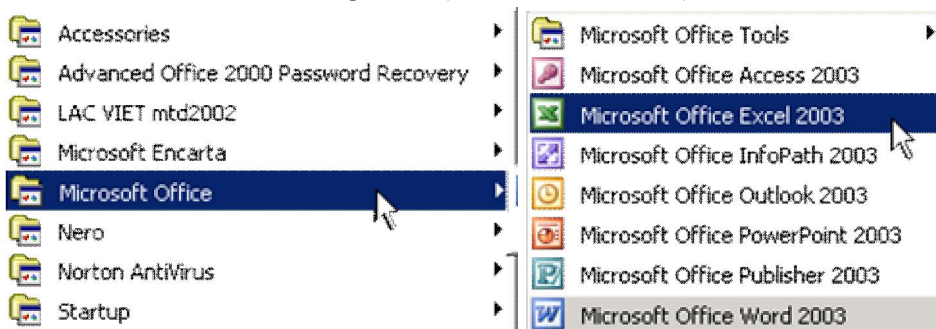 Accessories
Advanced Office 2000 Password Recovery
LAC VIET mtd2002
Microsoft Encarta
Microsoft Office
Nero
Norton AntiVirus
Startup
Microsoft Office Tools
Microsoft Office Access 2003
Microsoft Office Excel 2003
Microsoft Office InfoPath 2003
Microsoft Office Outlook 2003
Microsoft Office PowerPoint 2003
Microsoft Office Publisher 2003
Microsoft Office Word 2003